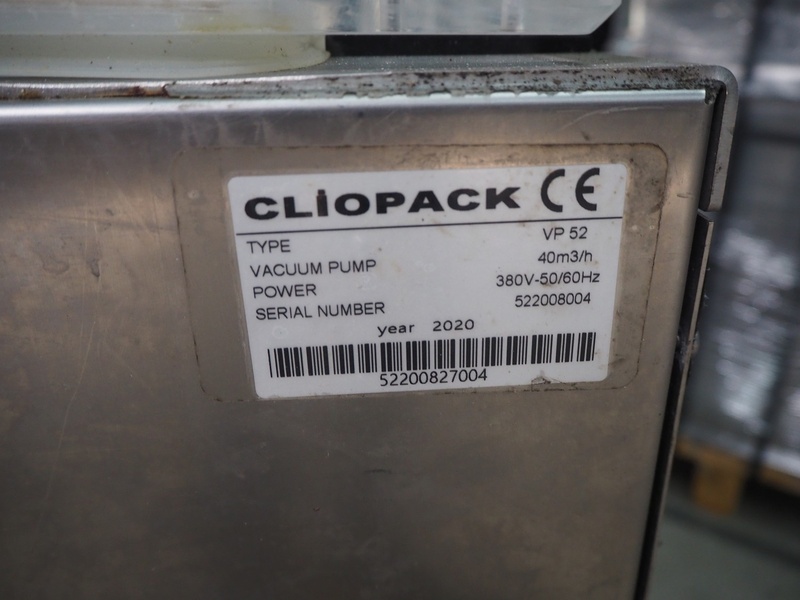 CLiOPACK CE
TYPE VP 52
VACUUM PUMP 40m3/h
POWER 380V-50/60Hz
SERIAL NUMBER 522008004
year 2020
52200827004